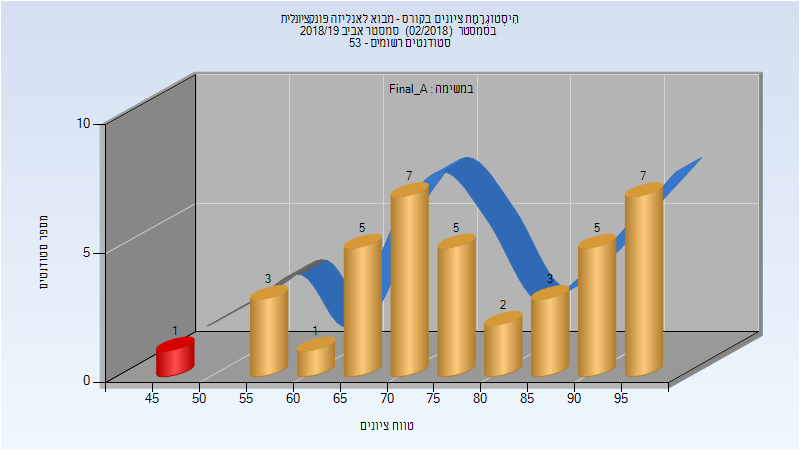 הִיסְטוֹגְרָמַת ציונים בקורס - מבוא לאנליזה פונקציונלית
בסמסטר (02/2018) סמסטר אביב 2018/19
סטודנטים רשומים - 53
במשימה : Final_A
10
5
0
מספר סטודנטים
1
3
1
5
7
5
2
3
5
7
45 50 55 60 65 70 75 80 85 90 95
טווח ציונים